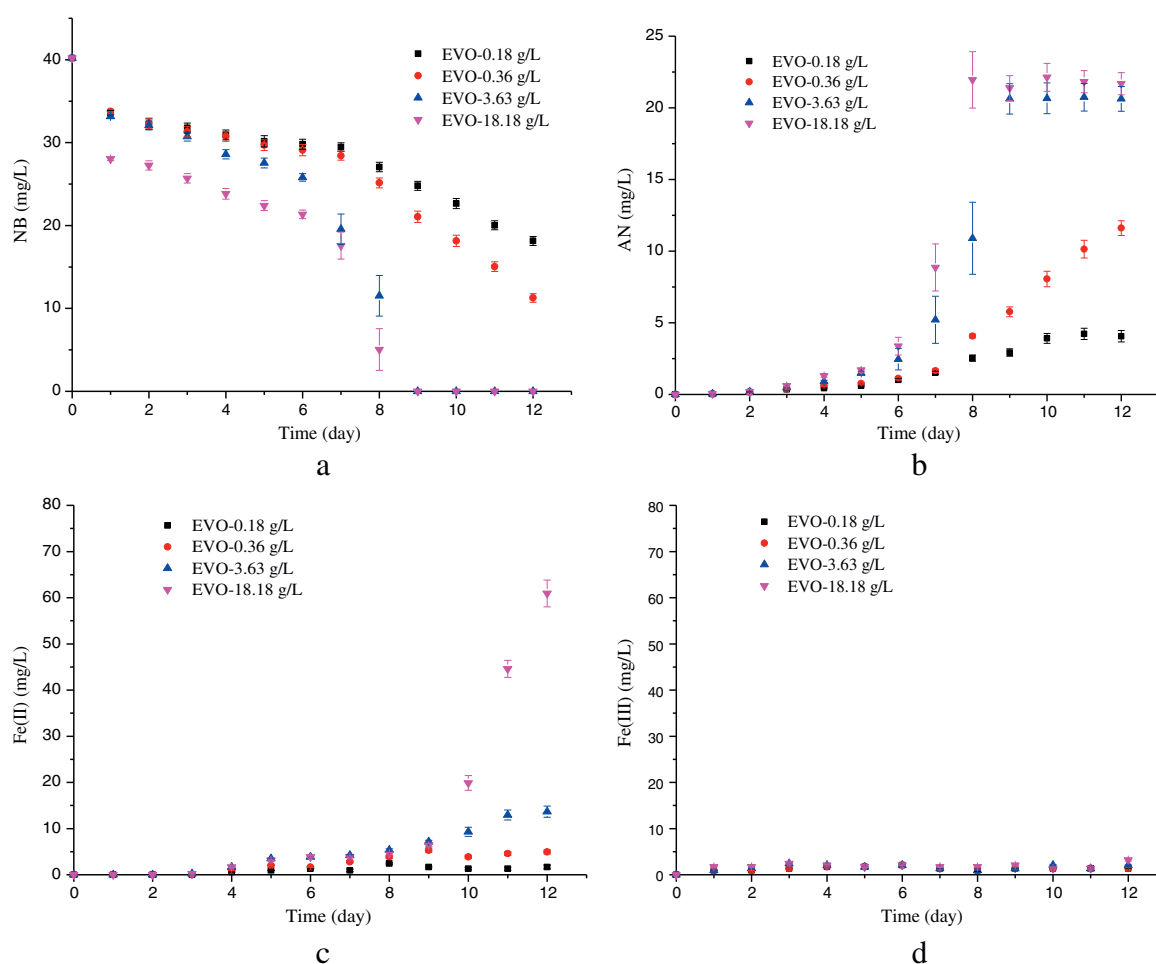 40
30
20
10
0
NB (mg/L)
EVO-0.18 g/L
EVO-0.36 g/L
EVO-3.63 g/L
EVO-18.18 g/L
0 2 4 6 8 10 12
Time (day)
a
25
20
15
10
5
0
AN (mg/L)
EVO-0.18 g/L
EVO-0.36 g/L
EVO-3.63 g/L
EVO-18.18 g/L
0 2 4 6 8 10 12
Time (day)
b
80
70
60
50
40
30
20
10
0
Fe(II) (mg/L)
EVO-0.18 g/L
EVO-0.36 g/L
EVO-3.63 g/L
EVO-18.18 g/L
0 2 4 6 8 10 12
Time (day)
c
80
70
60
50
40
30
20
10
0
Fe(III) (mg/L)
EVO-0.18 g/L
EVO-0.36 g/L
EVO-3.63 g/L
EVO-18.18 g/L
0 2 4 6 8 10 12
Time (day)
d